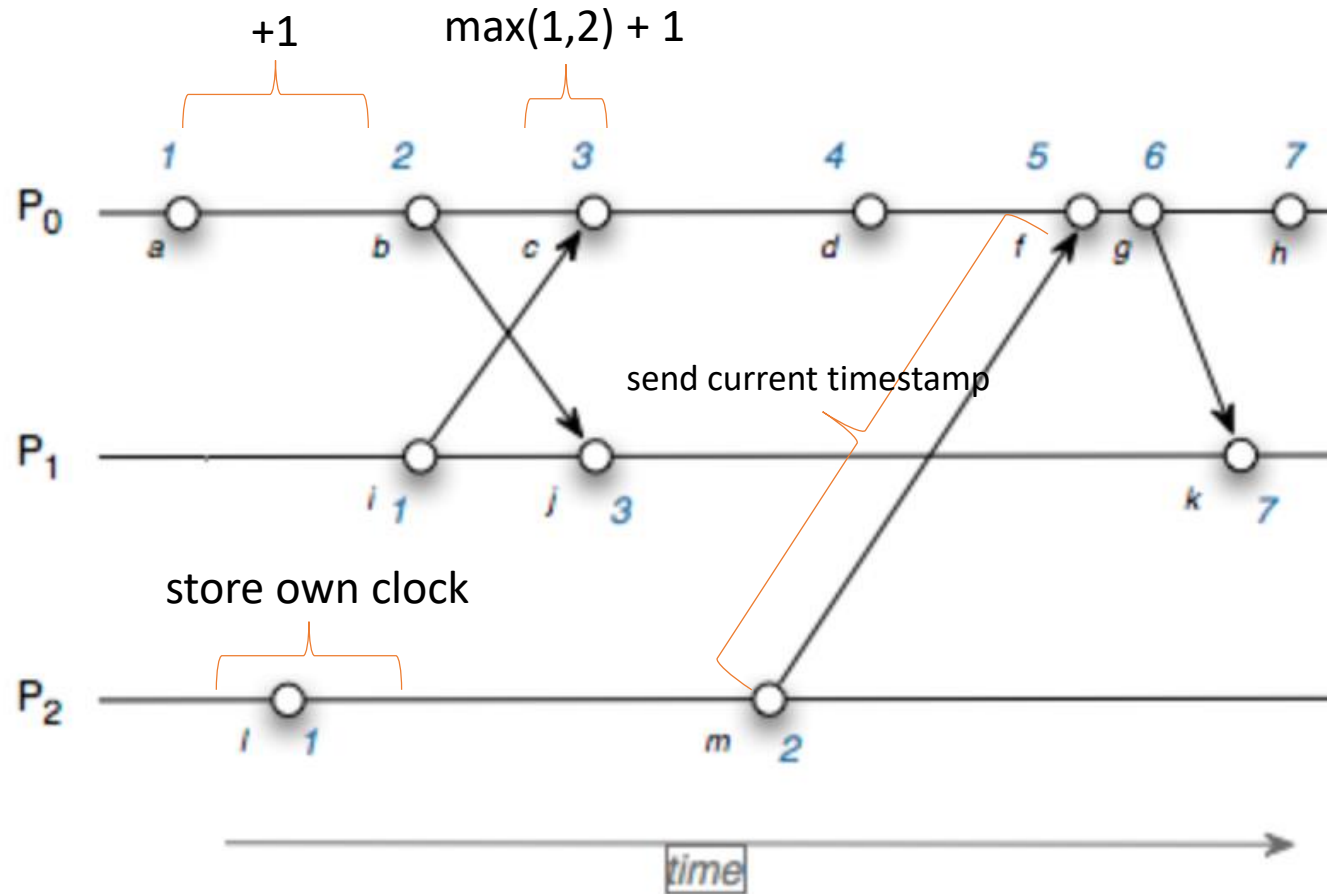 +1 max(1,2) + 1
1 2 3 4 5 6 7
P0
a b c d f g h
send current timestamp
P1
i 1 j 3 k 7
store own clock
P2
l 1 m 2
time